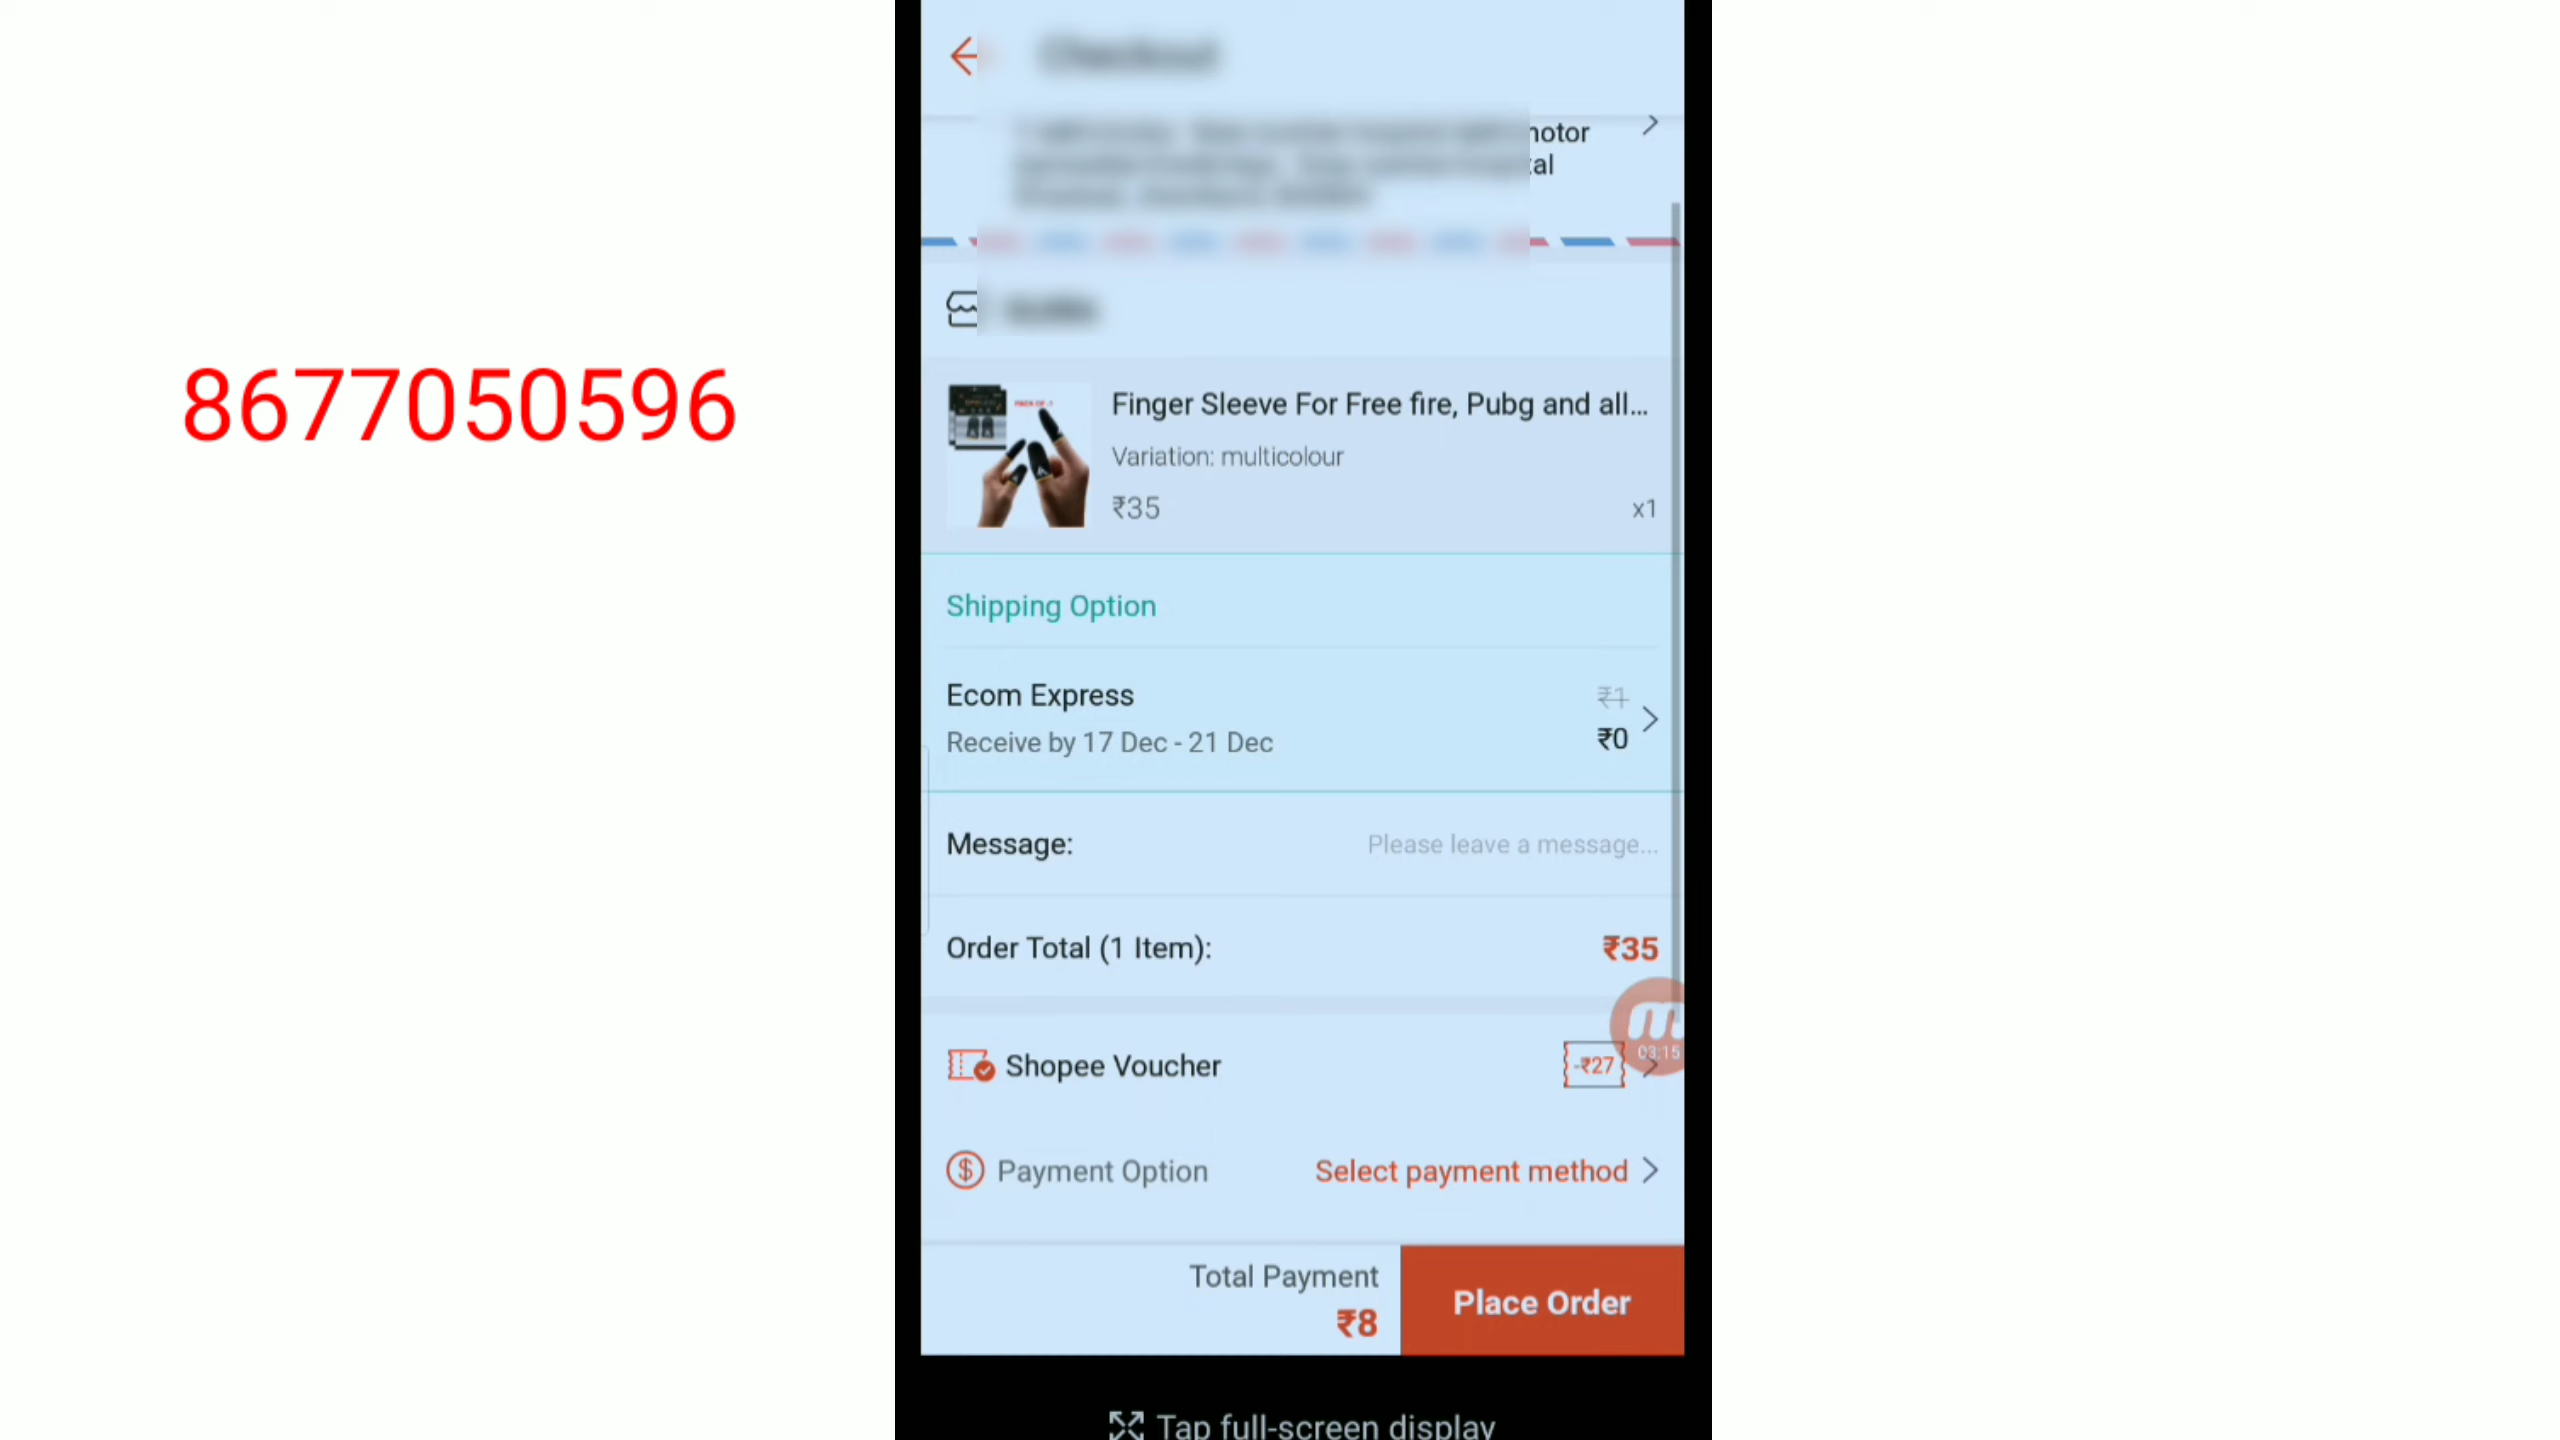 8677050596
Finger Sleeve For Free fire, Pubg and all...
Variation: multicolour
₹35
x1
Shipping Option
Ecom Express
₹1
Receive by 17 Dec - 21 Dec
₹0
Message:
Please leave a message...
Order Total (1 Item):
₹35
03:15
Shopee Voucher
-₹27
Payment Option
Select payment method
Total Payment
₹8
Place Order
Tap full-screen display